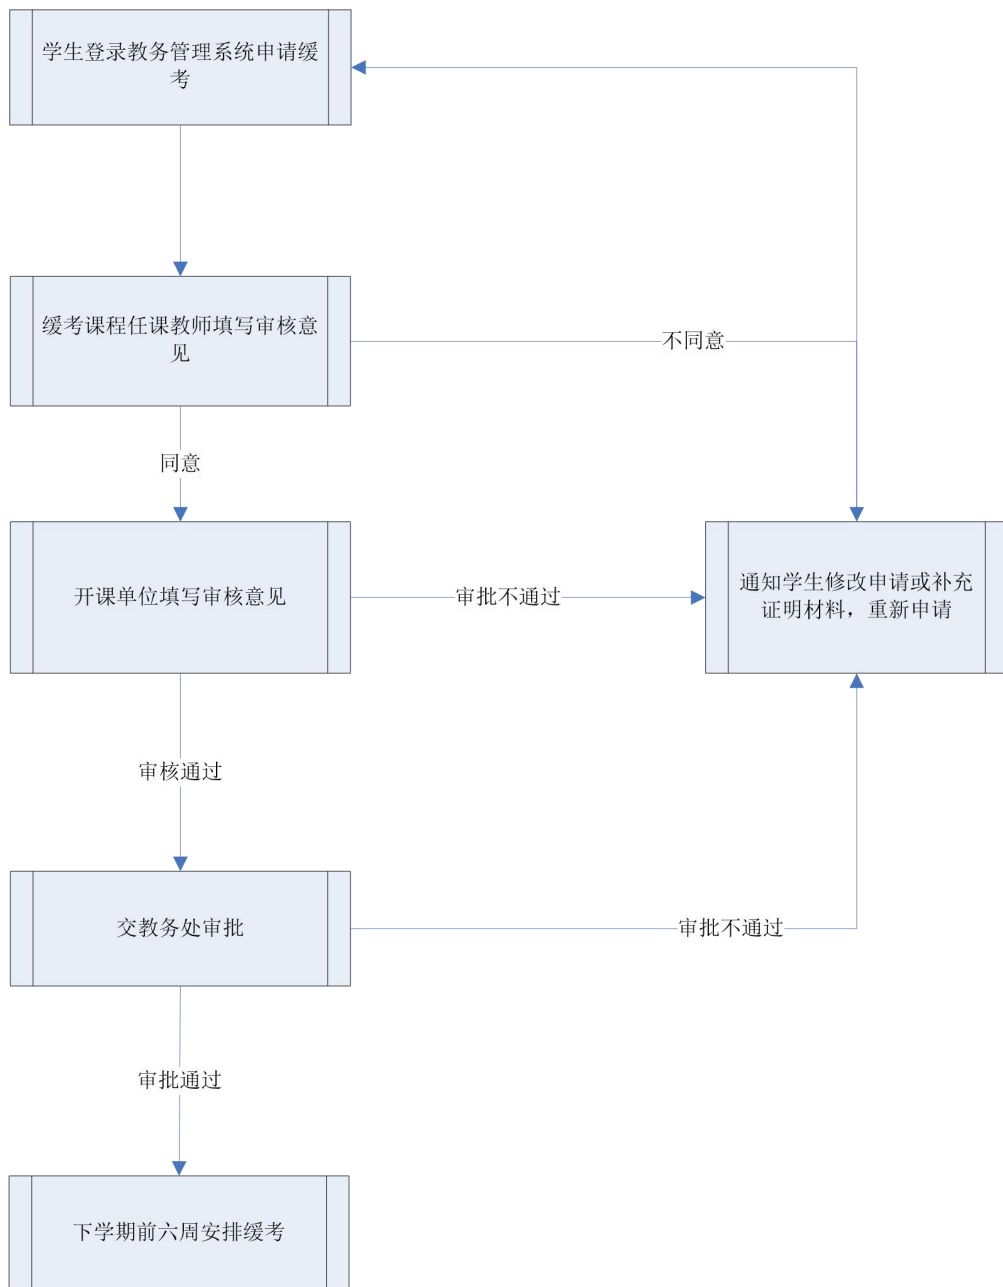 学生登录教务管理系统申请缓
考
缓考课程任课教师填写审核意
见
不同意
同意
开课单位填写审核意见
审批不通过
通知学生修改申请或补充
证明材料，重新申请
审核通过
交教务处审批
审批不通过
审批通过
下学期前六周安排缓考